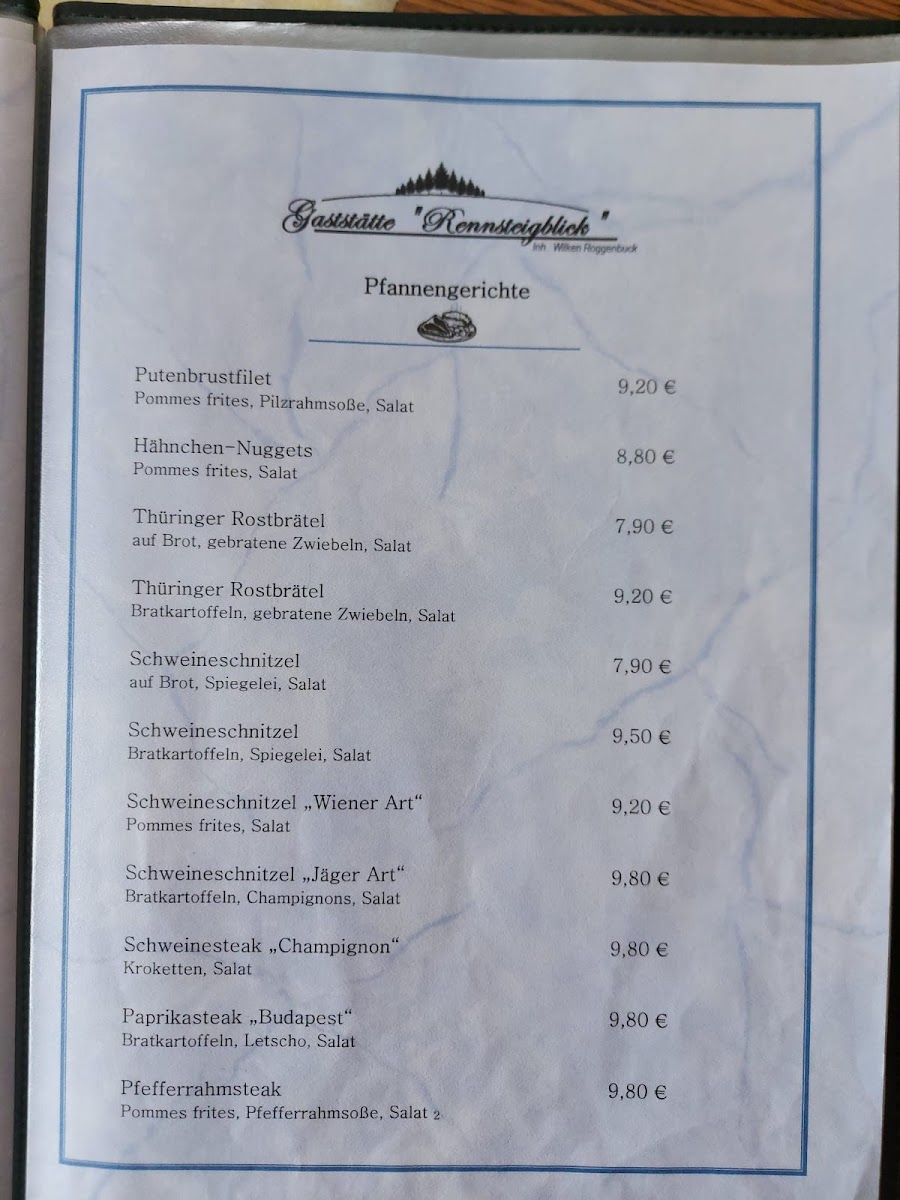 Gaststätte "Rennsteigblick"
Inh. Wilken Roggenbuck
Pfannengerichte
Putenbrustfilet 9,20 €
Pommes frites, Pilzrahmsoße, Salat
Hähnchen-Nuggets 8,80 €
Pommes frites, Salat
Thüringer Rostbrätel 7,90 €
auf Brot, gebratene Zwiebeln, Salat
Thüringer Rostbrätel 9,20 €
Bratkartoffeln, gebratene Zwiebeln, Salat
Schweineschnitzel 7,90 €
auf Brot, Spiegelei, Salat
Schweineschnitzel 9,50 €
Bratkartoffeln, Spiegelei, Salat
Schweineschnitzel „Wiener Art“ 9,20 €
Pommes frites, Salat
Schweineschnitzel „Jäger Art“ 9,80 €
Bratkartoffeln, Champignons, Salat
Schweinesteak „Champignon“ 9,80 €
Kroketten, Salat
Paprikasteak „Budapest“ 9,80 €
Bratkartoffeln, Letscho, Salat
Pfefferrahmsteak 9,80 €
Pommes frites, Pfefferrahmsoße, Salat 2